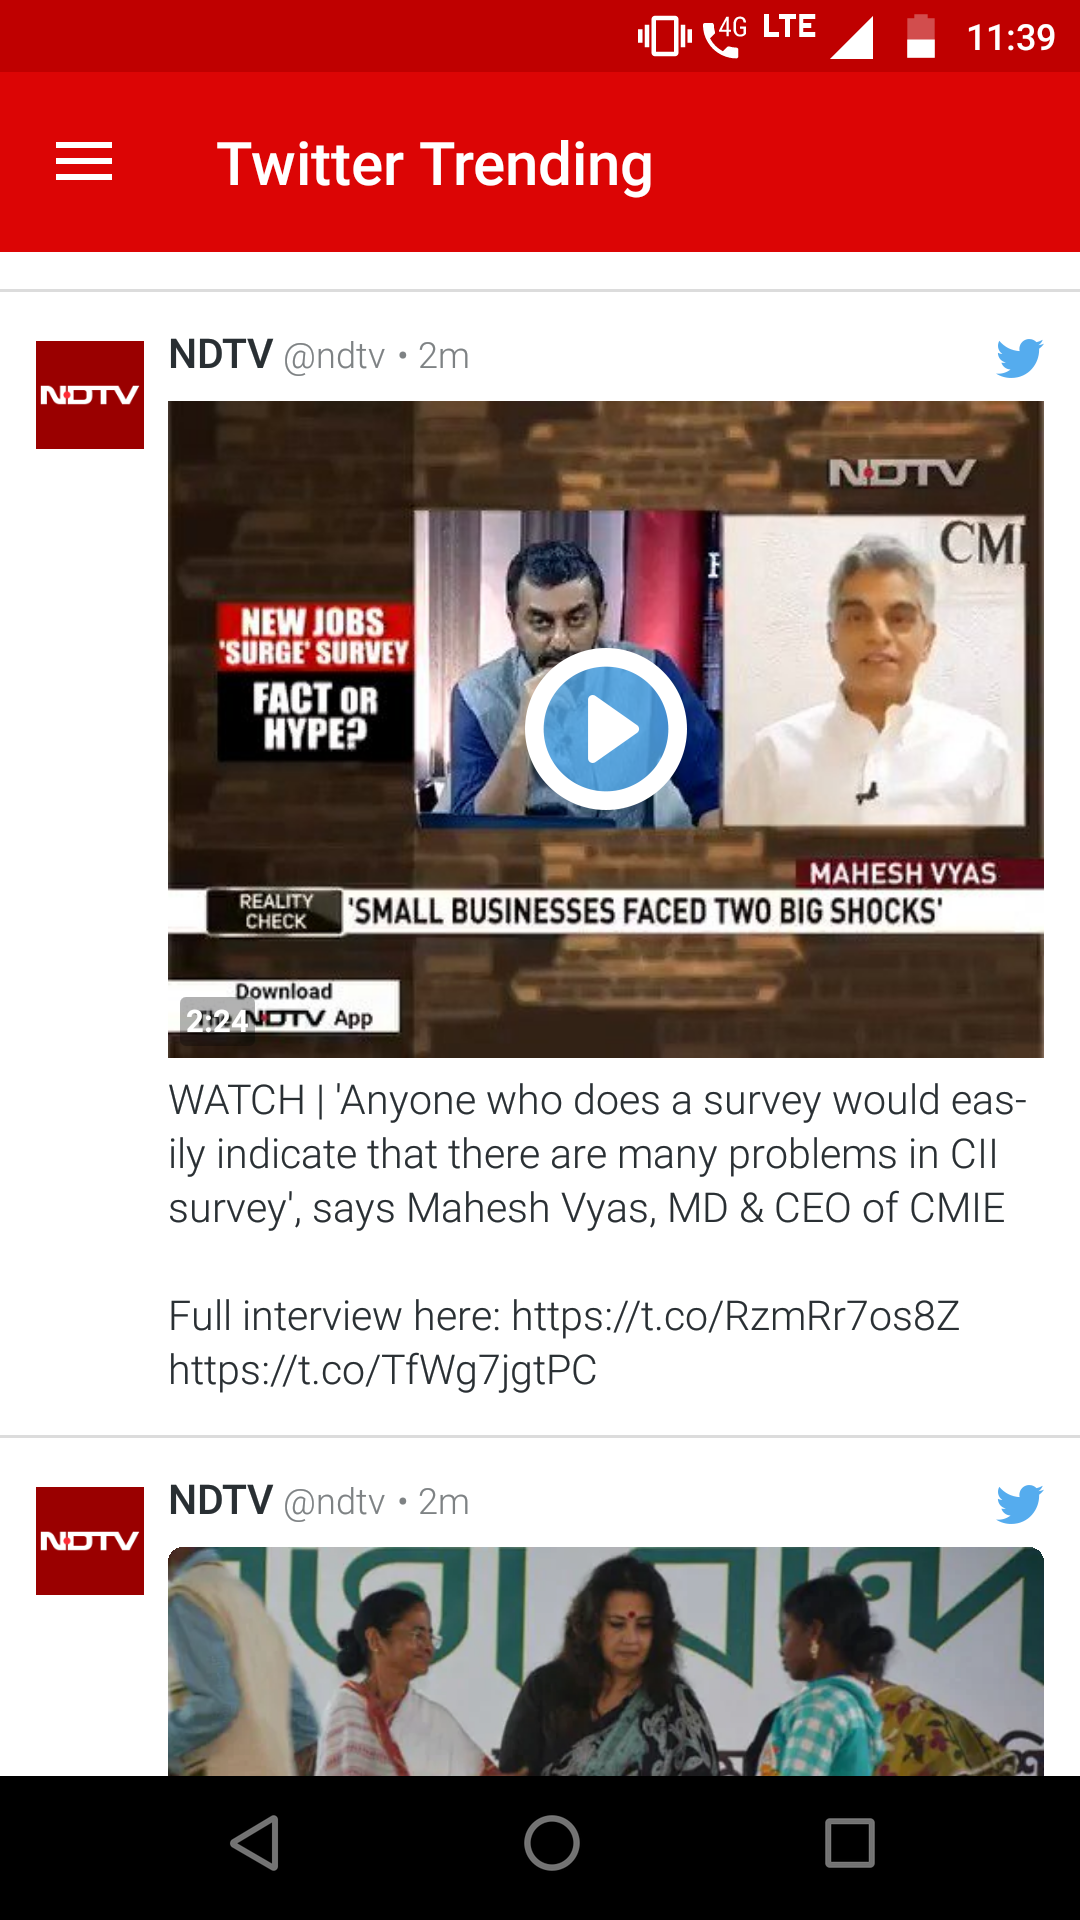 4G LTE 11:39
Twitter Trending
NDTV @ndtv • 2m
NDTV
NDTV
CMI
NEW JOBS
'SURGE' SURVEY
FACT OR
HYPE?
MAHESH VYAS
REALITY
CHECK
'SMALL BUSINESSES FACED TWO BIG SHOCKS'
Download
The NDTV App
2:24
WATCH | 'Anyone who does a survey would eas-
ily indicate that there are many problems in CII
survey', says Mahesh Vyas, MD & CEO of CMIE
Full interview here: https://t.co/RzmRr7os8Z
https://t.co/TfWg7jgtPC
NDTV @ndtv • 2m
NDTV